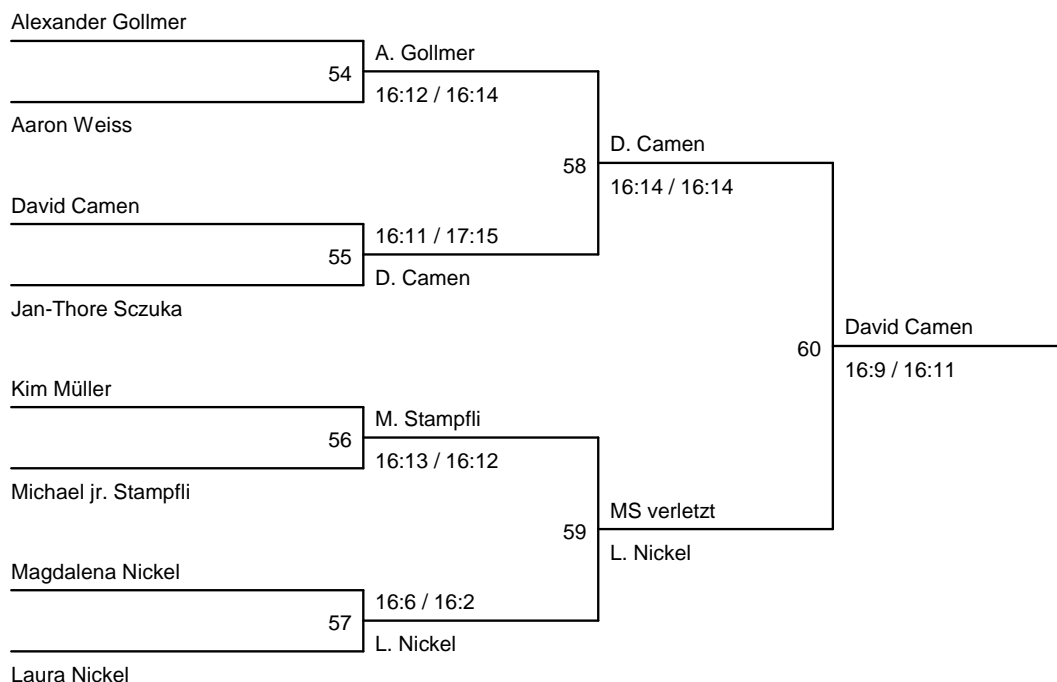 Alexander Gollmer
A. Gollmer
54
16:12 / 16:14
Aaron Weiss
D. Camen
58
16:14 / 16:14
David Camen
16:11 / 17:15
55
D. Camen
Jan-Thore Sczuka
David Camen
60
16:9 / 16:11
Kim Müller
M. Stampfli
56
16:13 / 16:12
Michael jr. Stampfli
MS verletzt
59
L. Nickel
Magdalena Nickel
16:6 / 16:2
57
L. Nickel
Laura Nickel